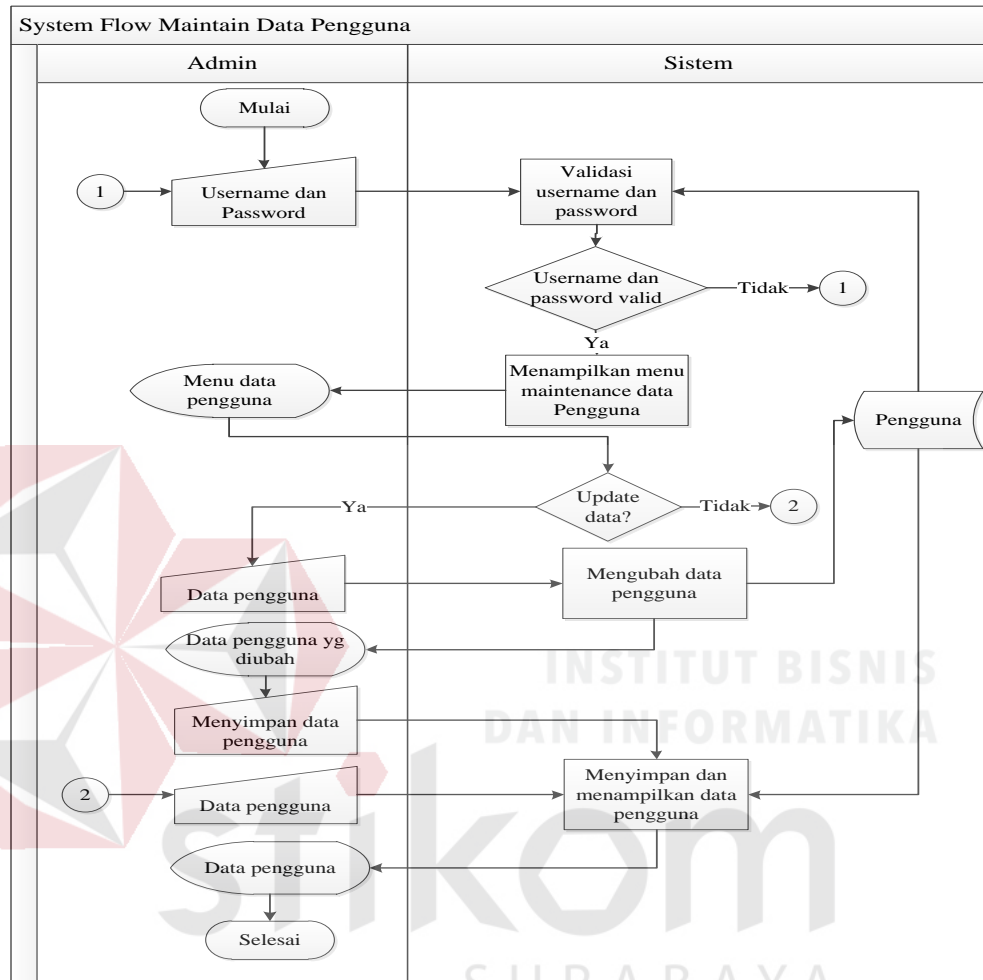 System Flow Maintain Data Pengguna
Admin
Sistem
Mulai
1
Username dan
Password
Validasi
username dan
password
Username dan
password valid
Tidak
1
Ya
Menampilkan menu
maintenance data
Pengguna
Menu data
pengguna
Pengguna
Update
data?
Ya
Tidak
2
Data pengguna
Mengubah data
pengguna
Data pengguna yg
diubah
Menyimpan data
pengguna
2
Data pengguna
Menyimpan dan
menampilkan data
pengguna
Data pengguna
Selesai
INSTITUT BISNIS
DAN INFORMATIKA
stikom
SURABAYA